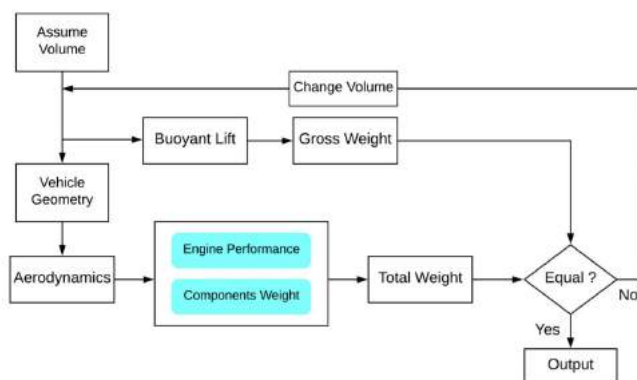 Assume
Volume
Change Volume
Buoyant Lift
Gross Weight
Vehicle
Geometry
Engine Performance
Aerodynamics
Total Weight
Equal ?
Components Weight
No
Yes
Output